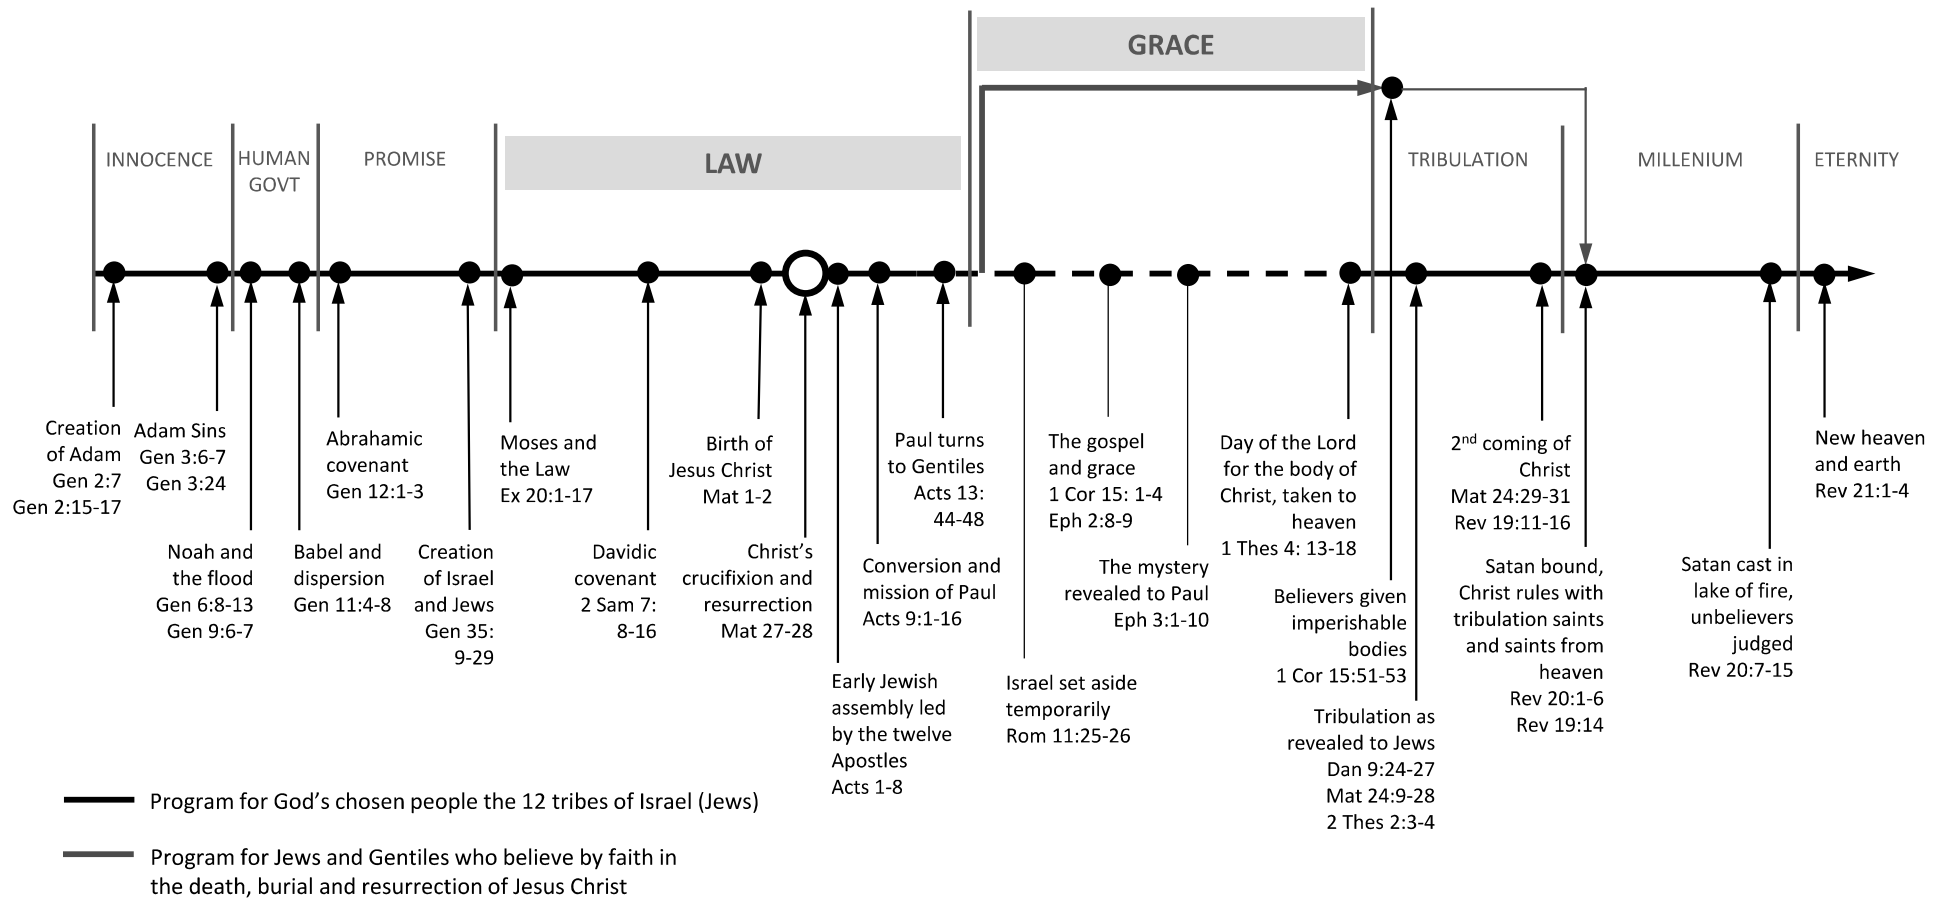 GRACE
INNOCENCE
HUMAN
GOVT
PROMISE
LAW
TRIBULATION
MILLENIUM
ETERNITY
Creation
of Adam
Gen 2:7
Gen 2:15-17
Adam Sins
Gen 3:6-7
Gen 3:24
Noah and
the flood
Gen 6:8-13
Gen 9:6-7
Babel and
dispersion
Gen 11:4-8
Abrahamic
covenant
Gen 12:1-3
Creation
of Israel
and Jews
Gen 35:
9-29
Moses and
the Law
Ex 20:1-17
Davidic
covenant
2 Sam 7:
8-16
Birth of
Jesus Christ
Mat 1-2
Christ’s
crucifixion and
resurrection
Mat 27-28
Early Jewish
assembly led
by the twelve
Apostles
Acts 1-8
Conversion and
mission of Paul
Acts 9:1-16
Paul turns
to Gentiles
Acts 13:
44-48
Israel set aside
temporarily
Rom 11:25-26
The gospel
and grace
1 Cor 15: 1-4
Eph 2:8-9
The mystery
revealed to Paul
Eph 3:1-10
Day of the Lord
for the body of
Christ, taken to
heaven
1 Thes 4: 13-18
Believers given
imperishable
bodies
1 Cor 15:51-53
Tribulation as
revealed to Jews
Dan 9:24-27
Mat 24:9-28
2 Thes 2:3-4
2nd coming of
Christ
Mat 24:29-31
Rev 19:11-16
Satan bound,
Christ rules with
tribulation saints
and saints from
heaven
Rev 20:1-6
Rev 19:14
Satan cast in
lake of fire,
unbelievers
judged
Rev 20:7-15
New heaven
and earth
Rev 21:1-4
Program for God’s chosen people the 12 tribes of Israel (Jews)
Program for Jews and Gentiles who believe by faith in
the death, burial and resurrection of Jesus Christ